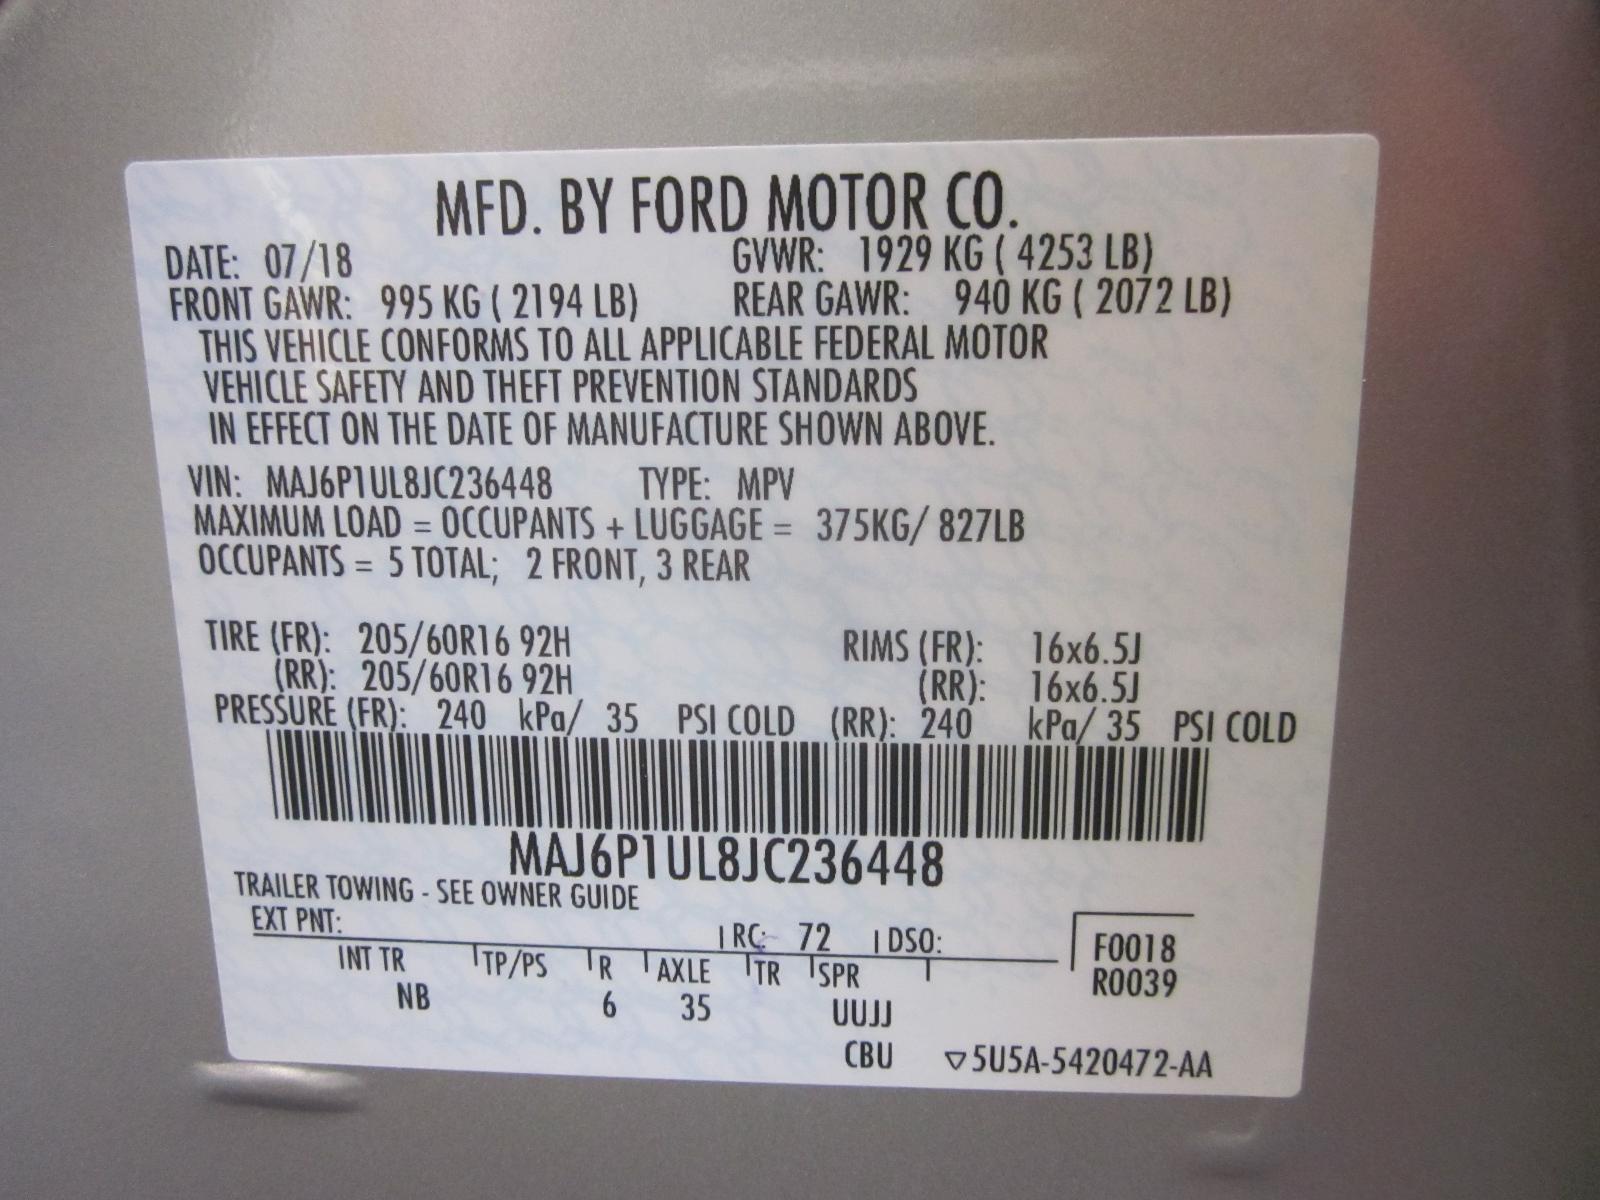 MFD. BY FORD MOTOR CO.
DATE: 07/18 GVWR: 1929 KG ( 4253 LB)
FRONT GAWR: 995 KG ( 2194 LB) REAR GAWR: 940 KG ( 2072 LB)
THIS VEHICLE CONFORMS TO ALL APPLICABLE FEDERAL MOTOR
VEHICLE SAFETY AND THEFT PREVENTION STANDARDS
IN EFFECT ON THE DATE OF MANUFACTURE SHOWN ABOVE.
VIN: MAJ6P1UL8JC236448 TYPE: MPV
MAXIMUM LOAD = OCCUPANTS + LUGGAGE = 375KG/ 827LB
OCCUPANTS = 5 TOTAL; 2 FRONT, 3 REAR
TIRE (FR): 205/60R16 92H RIMS (FR): 16x6.5J
(RR): 205/60R16 92H (RR): 16x6.5J
PRESSURE (FR): 240 kPa/ 35 PSI COLD (RR): 240 kPa/ 35 PSI COLD
MAJ6P1UL8JC236448
TRAILER TOWING - SEE OWNER GUIDE
EXT PNT: RC: 72 DSO: F0018
INT TR TP/PS R AXLE TR SPR R0039
NB 6 35 UUJJ
CBU ▽5U5A-5420472-AA